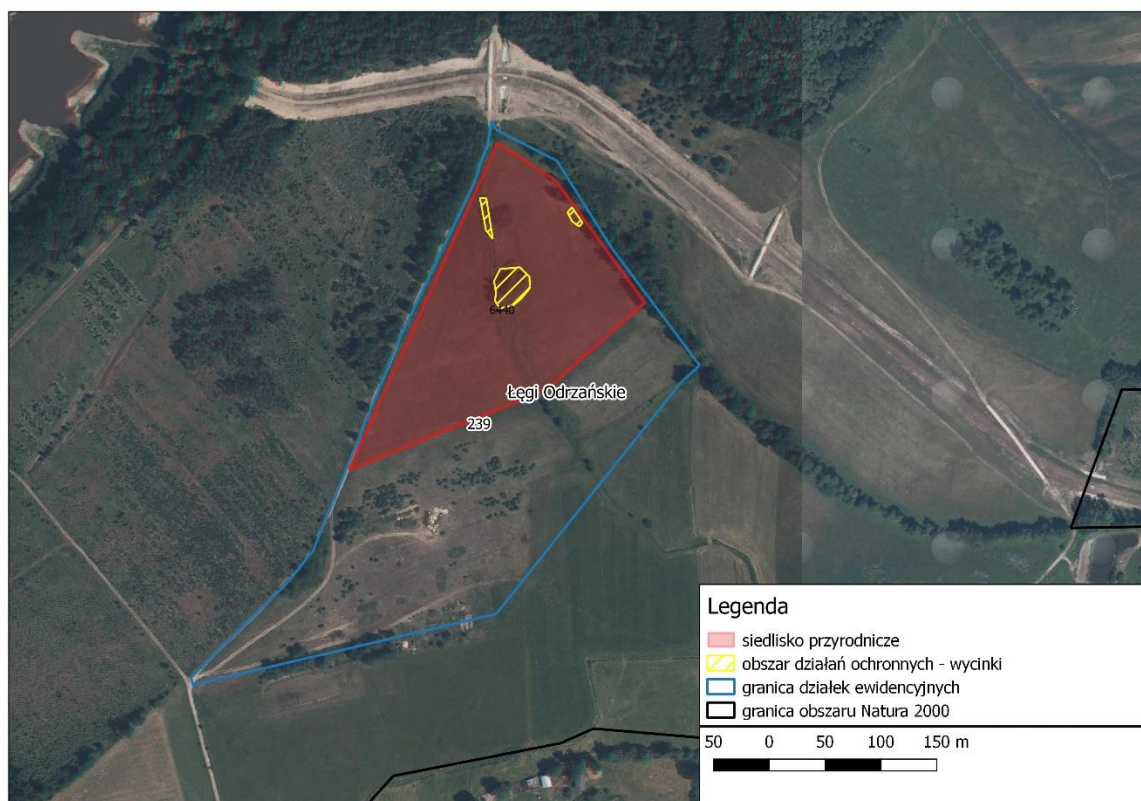 6440
Łęgi Odrzańskie
239
Legenda
siedlisko przyrodnicze
obszar działań ochronnych - wycinki
granica działek ewidencyjnych
granica obszaru Natura 2000
50 0 50 100 150 m